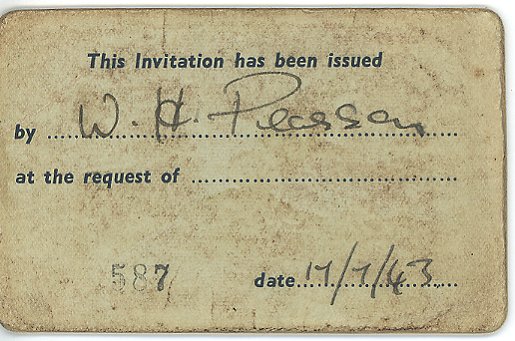 This Invitation has been issued
by W. H. Pearson
at the request of
587 date 17/7/43